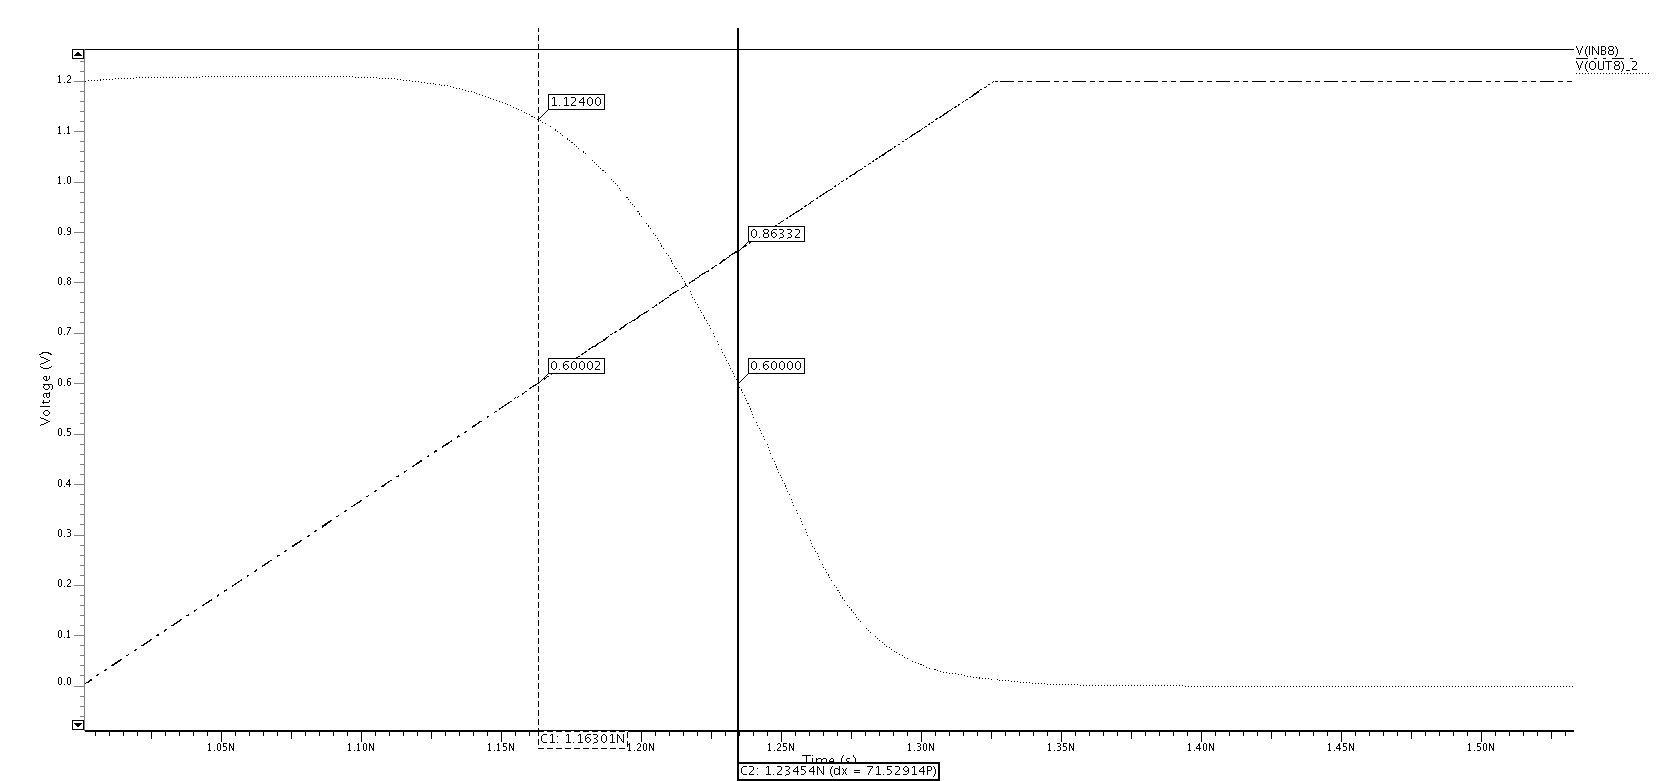 V(INB8)
V(OUT8)_2
1.2
1.12400
1.1
1.0
0.9
0.86332
0.8
0.7
0.60002
0.60000
0.6
Voltage (V)
0.5
0.4
0.3
0.2
0.1
0.0
C1: 1.16301N
1.05N 1.10N 1.15N 1.20N 1.25N 1.30N 1.35N 1.40N 1.45N 1.50N
Time (s)
C2: 1.23454N (dx = 71.52914P)